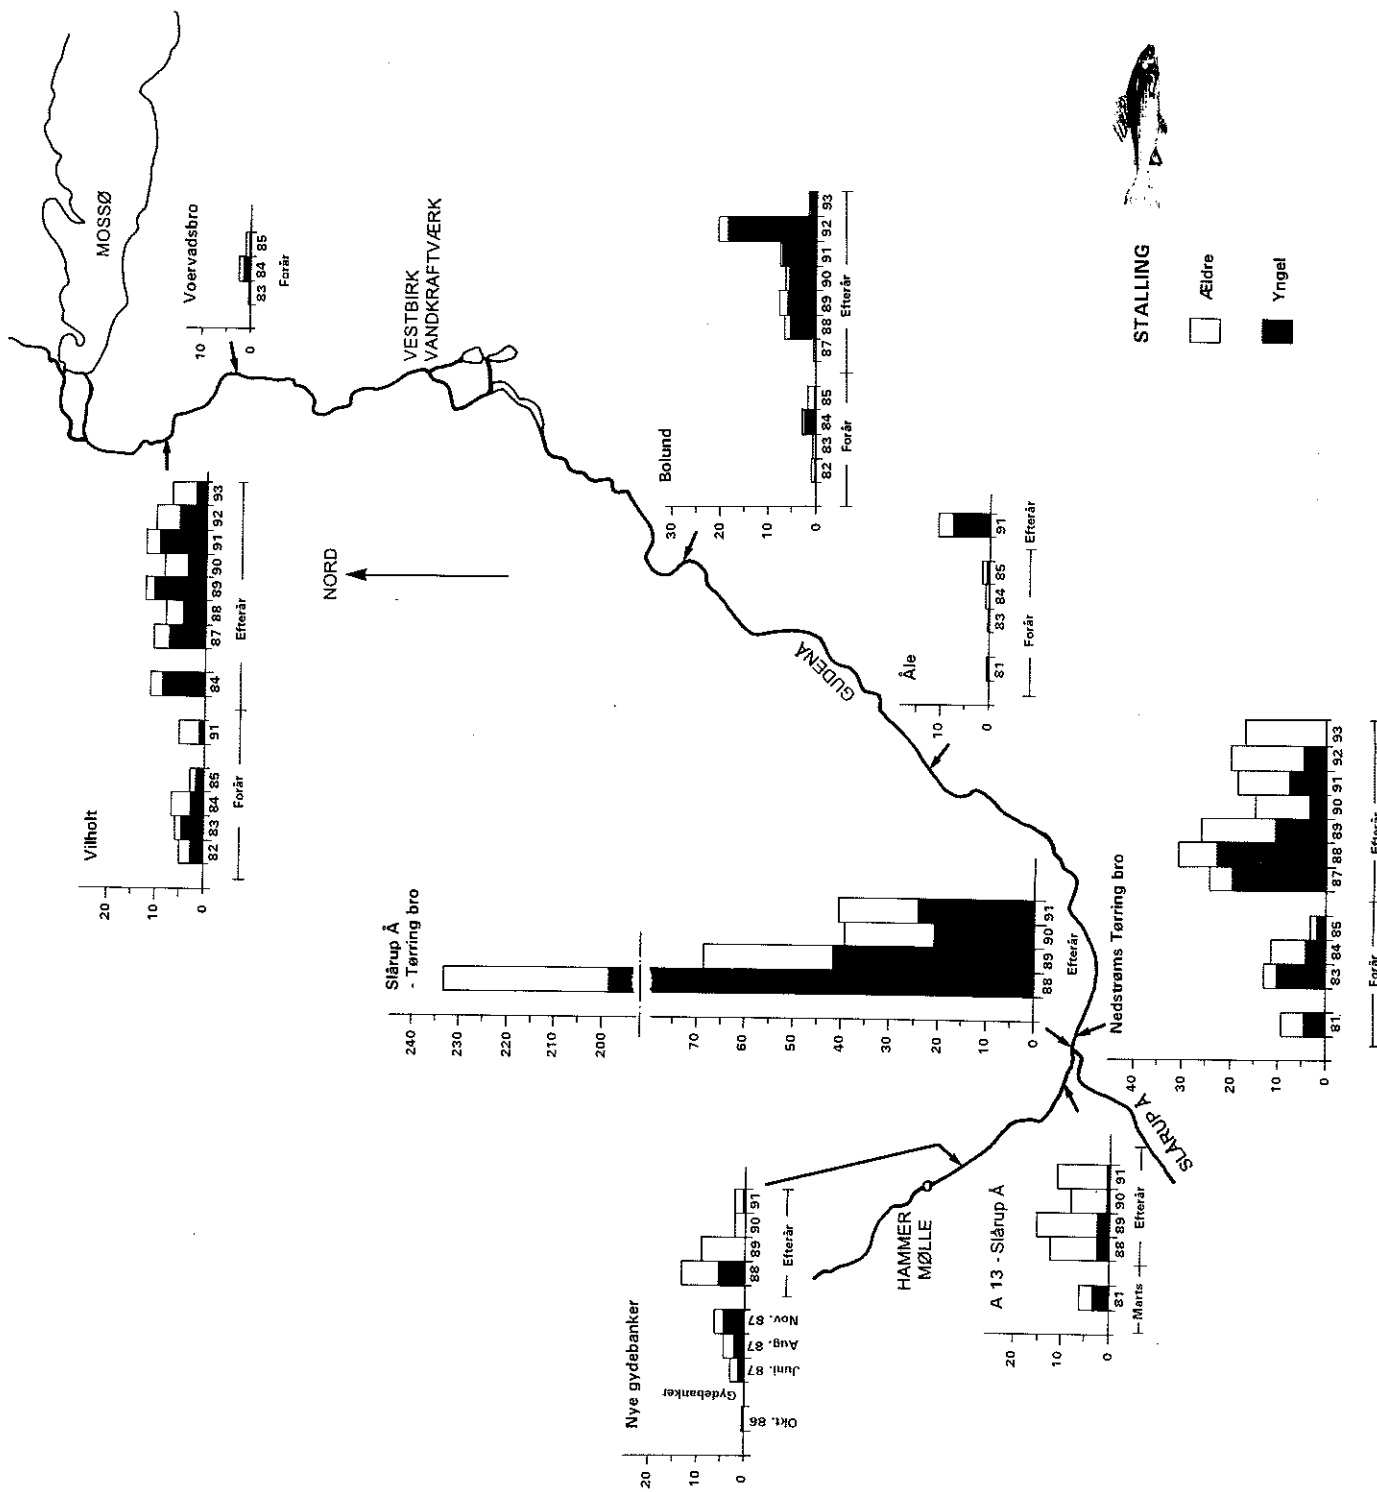 MOSSØ
Voervadsbro
10
0
83 84 85
Forår
Vilholt
20
10
0
82 83 84 85 91 84 87 88 89 90 91 92 93
Forår
Efterår
NORD
VESTBIRK
VANDKRAFTVÆRK
Bolund
30
20
10
0
82 83 84 85 87 88 89 90 91 92 93
Forår
Efterår
GUDENÅ
Åle
10
0
81 83 84 85 91
Forår
Efterår
Slårup Å
- Tørring bro
240
230
220
210
200
70
60
50
40
30
20
10
0
88 89 90 91
Efterår
Nedstrøms Tørring bro
40
30
20
10
0
81 83 84 85 87 88 89 90 91 92 93
Forår
Efterår
SLÅRUP Å
Nye gydebanker
20
10
0
Okt. 86
Gydebanker
Juni. 87
Aug. 87
Nov. 87
88 89 90 91
Efterår
HAMMER
MØLLE
A 13 - Slårup Å
20
10
0
81 88 89 90 91
Marts
Efterår
STALLING
Ældre
Yngel